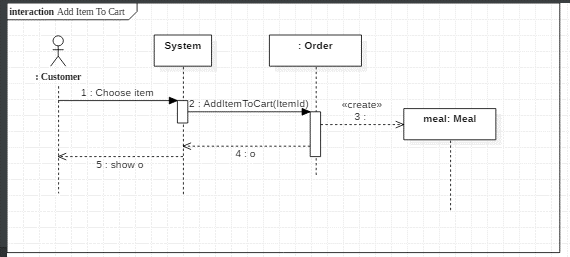 interaction Add Item To Cart
System
: Order
: Customer
1 : Choose item
2 : AddItemToCart(ItemId)
«create»
3 :
meal: Meal
4 : o
5 : show o